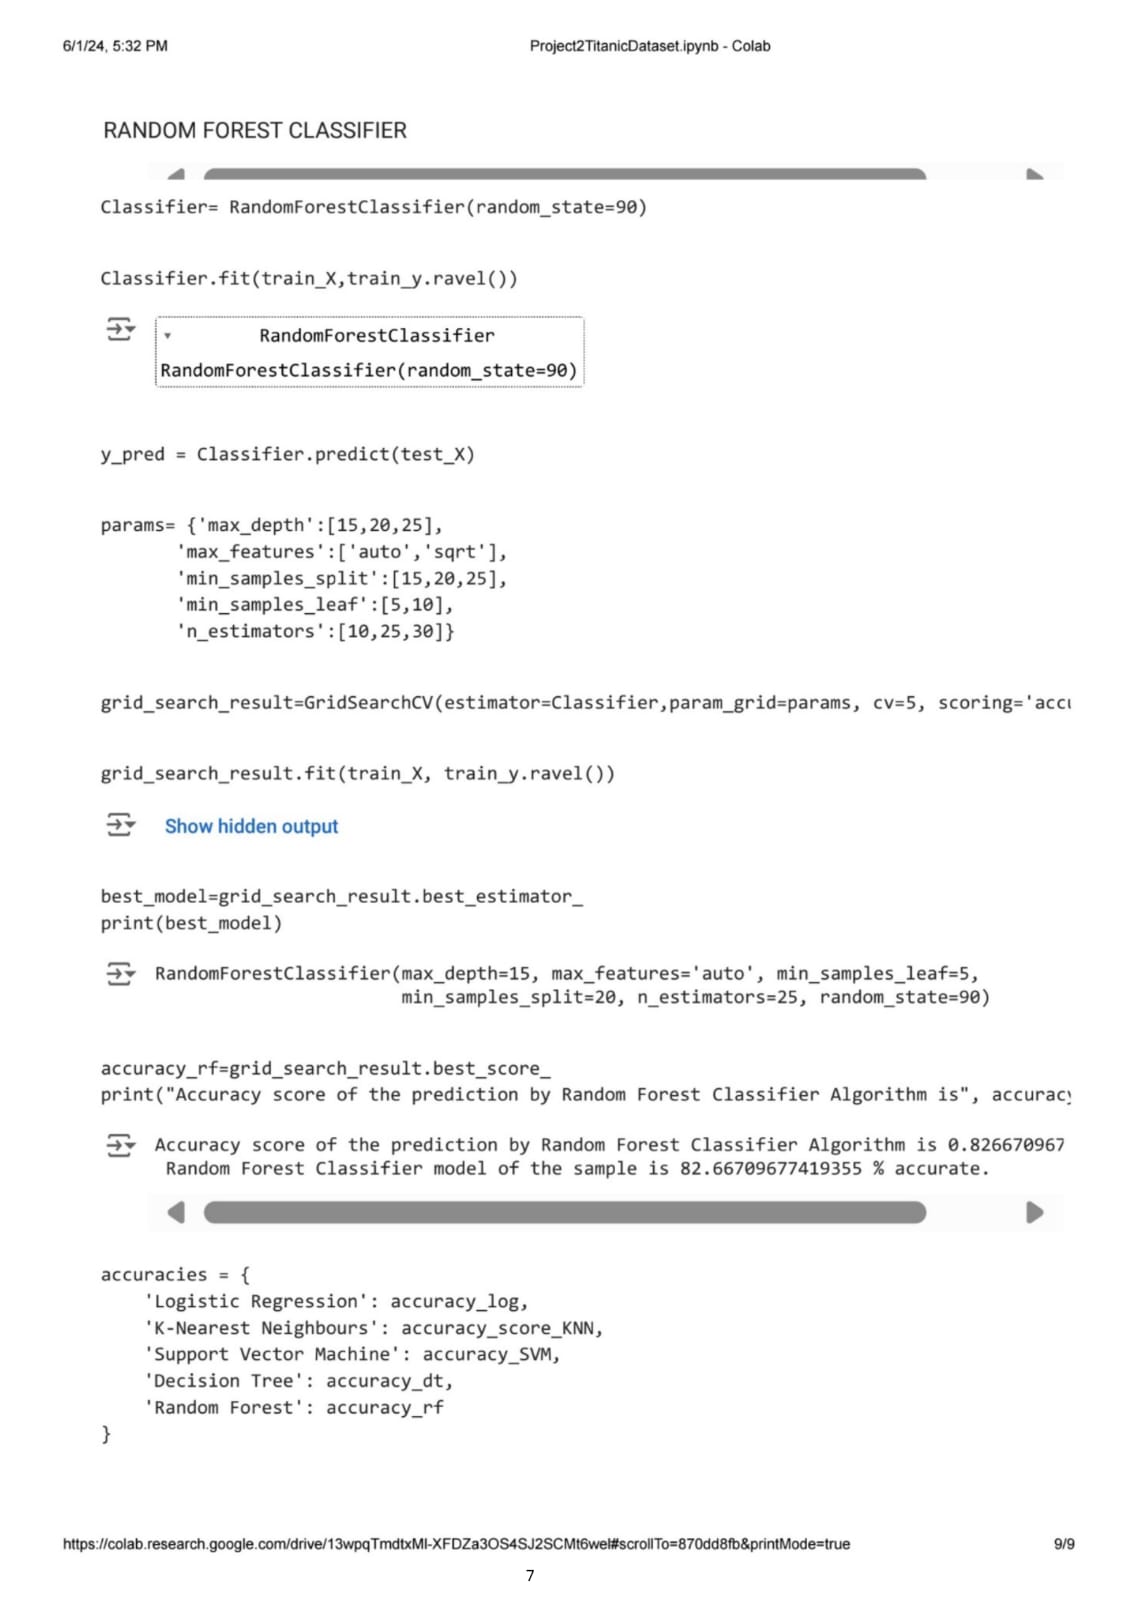 6/1/24, 5:32 PM Project2TitanicDataset.ipynb - Colab
RANDOM FOREST CLASSIFIER
Classifier= RandomForestClassifier(random_state=90)
Classifier.fit(train_X,train_y.ravel())
RandomForestClassifier
RandomForestClassifier(random_state=90)
y_pred = Classifier.predict(test_X)
params= {'max_depth':[15,20,25],
'max_features':['auto','sqrt'],
'min_samples_split':[15,20,25],
'min_samples_leaf':[5,10],
'n_estimators':[10,25,30]}
grid_search_result=GridSearchCV(estimator=Classifier,param_grid=params, cv=5, scoring='accu
grid_search_result.fit(train_X, train_y.ravel())
Show hidden output
best_model=grid_search_result.best_estimator_
print(best_model)
RandomForestClassifier(max_depth=15, max_features='auto', min_samples_leaf=5,
min_samples_split=20, n_estimators=25, random_state=90)
accuracy_rf=grid_search_result.best_score_
print("Accuracy score of the prediction by Random Forest Classifier Algorithm is", accuracy
Accuracy score of the prediction by Random Forest Classifier Algorithm is 0.826670967
Random Forest Classifier model of the sample is 82.66709677419355 % accurate.
accuracies = {
'Logistic Regression': accuracy_log,
'K-Nearest Neighbours': accuracy_score_KNN,
'Support Vector Machine': accuracy_SVM,
'Decision Tree': accuracy_dt,
'Random Forest': accuracy_rf
}
https://colab.research.google.com/drive/13wpqTmdtxMl-XFDZa3OS4SJ2SCMt6wel#scrollTo=870dd8fb&printMode=true 9/9
7